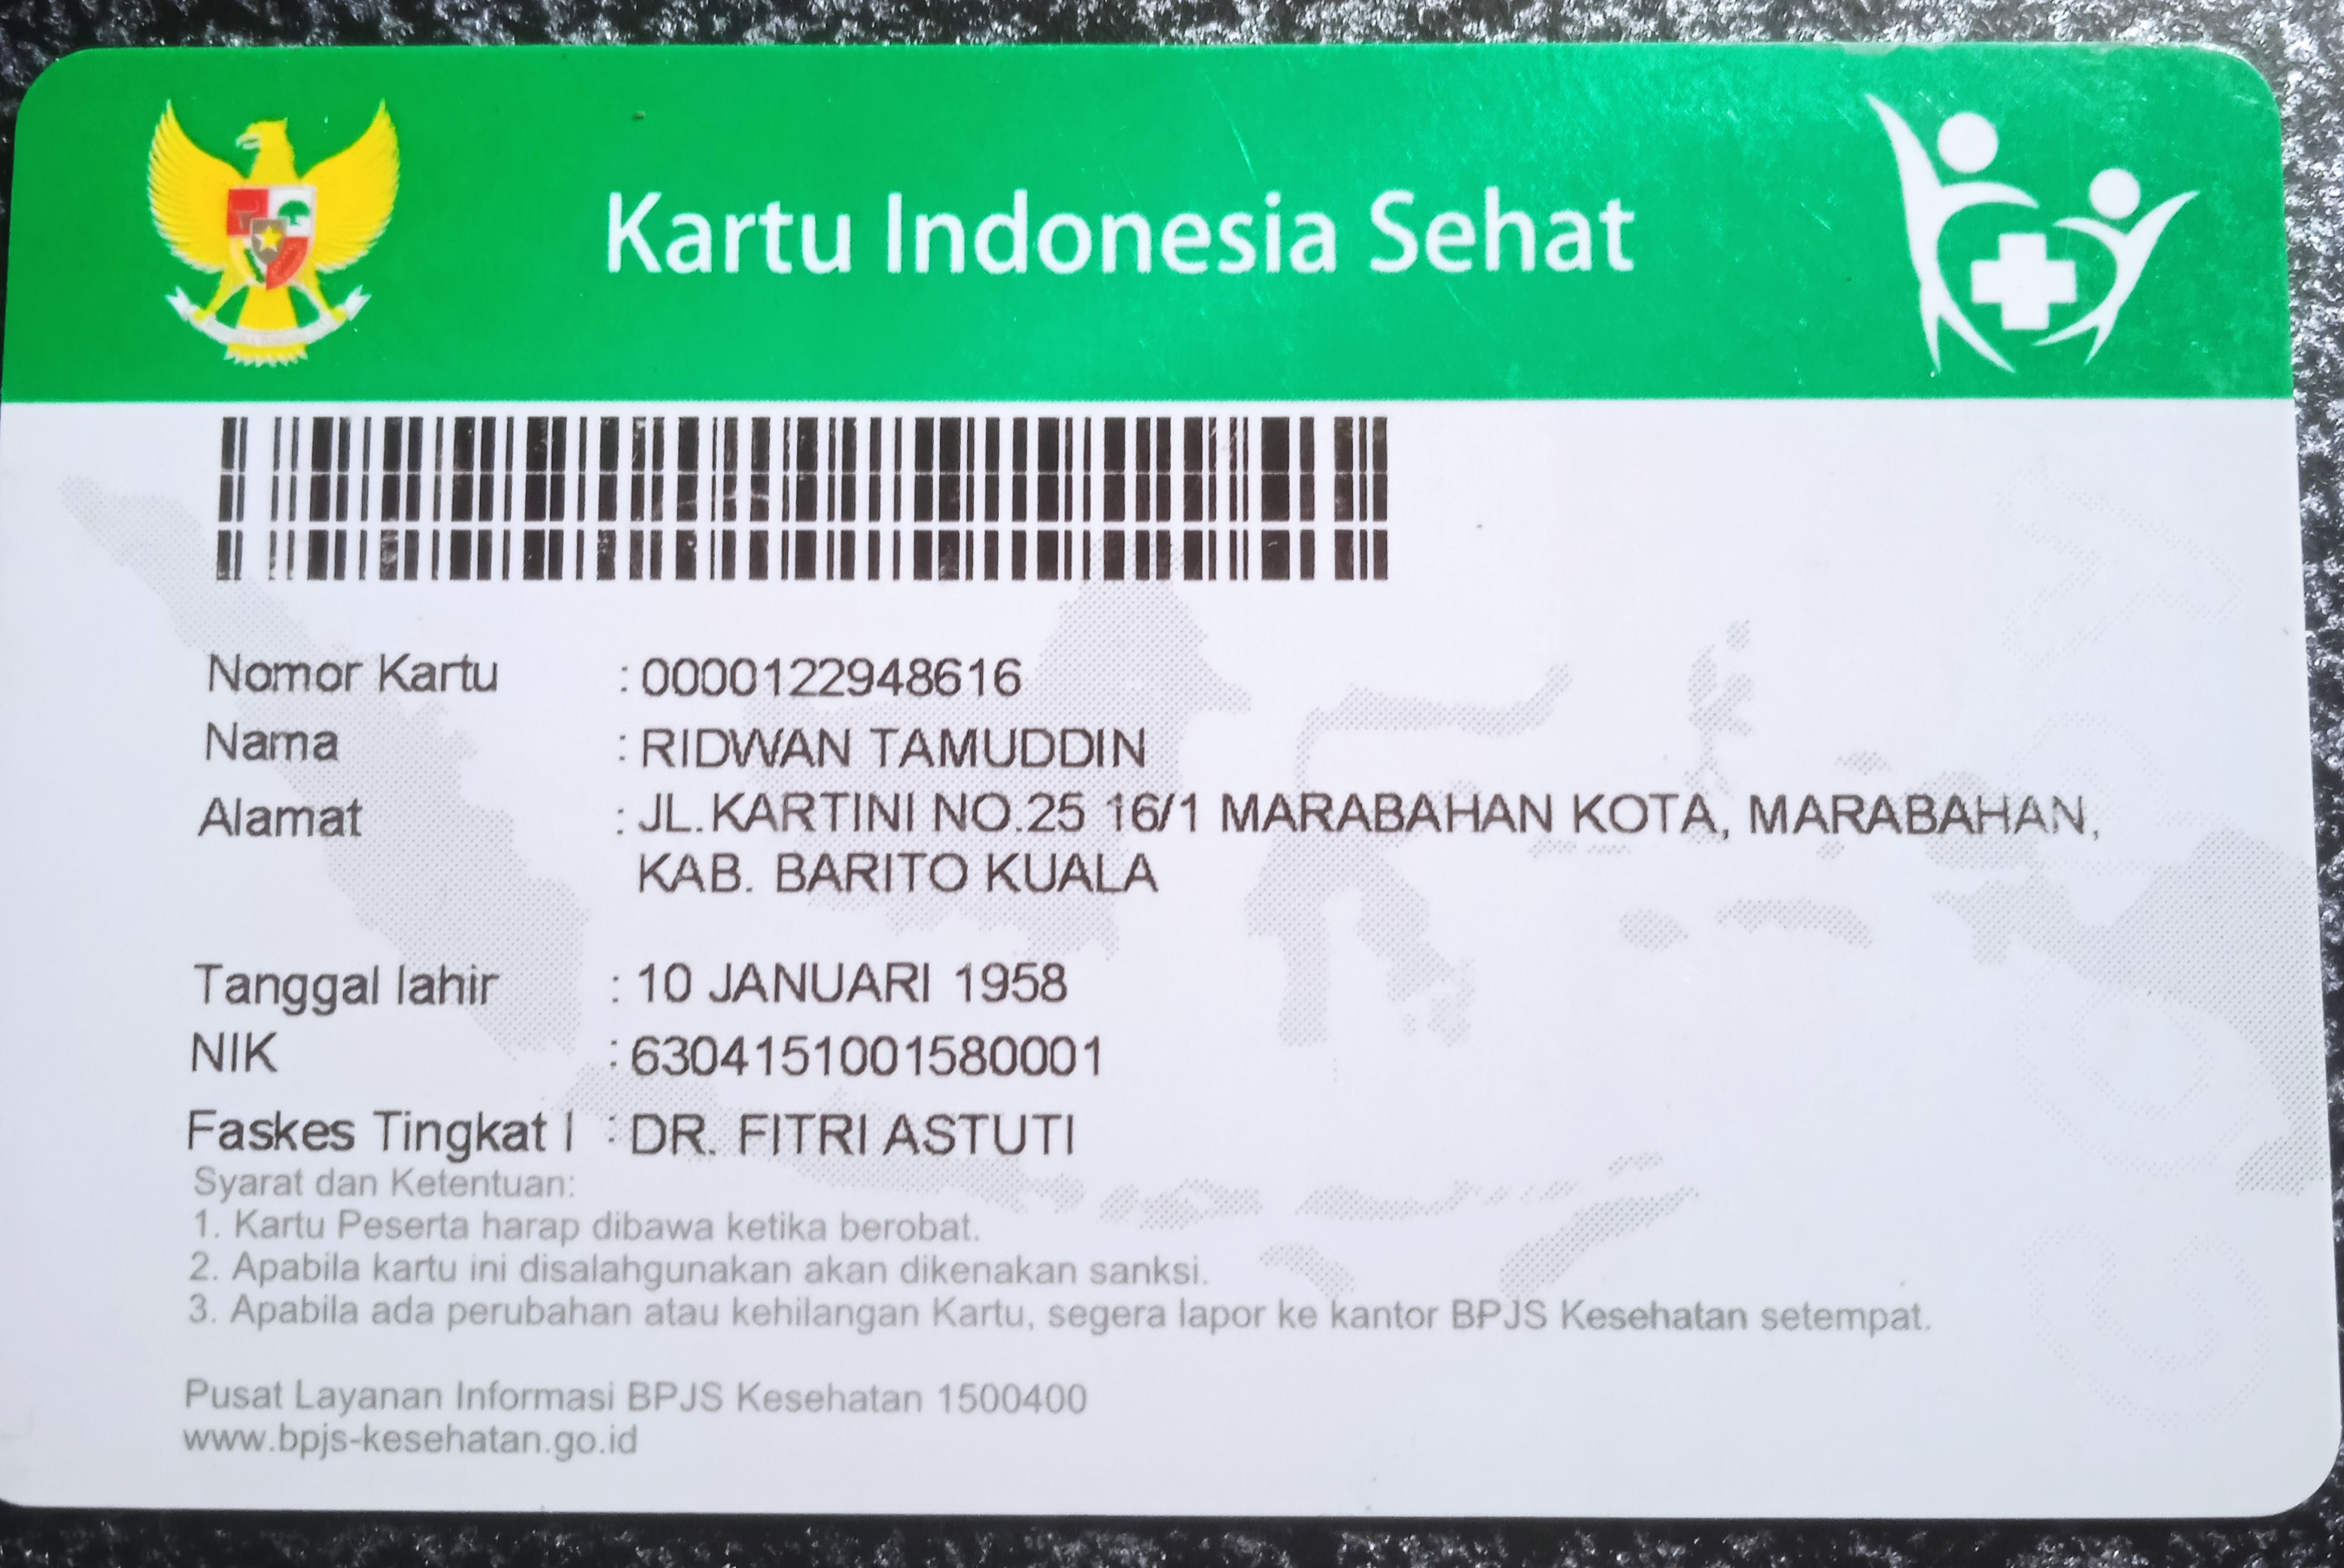 Kartu Indonesia Sehat
Nomor Kartu : 0000122948616
Nama : RIDWAN TAMUDDIN
Alamat : JL.KARTINI NO.25 16/1 MARABAHAN KOTA, MARABAHAN,
KAB. BARITO KUALA
Tanggal lahir : 10 JANUARI 1958
NIK : 6304151001580001
Faskes Tingkat I : DR. FITRI ASTUTI
Syarat dan Ketentuan:
1. Kartu Peserta harap dibawa ketika berobat.
2. Apabila kartu ini disalahgunakan akan dikenakan sanksi.
3. Apabila ada perubahan atau kehilangan Kartu, segera lapor ke kantor BPJS Kesehatan setempat.
Pusat Layanan Informasi BPJS Kesehatan 1500400
www.bpjs-kesehatan.go.id